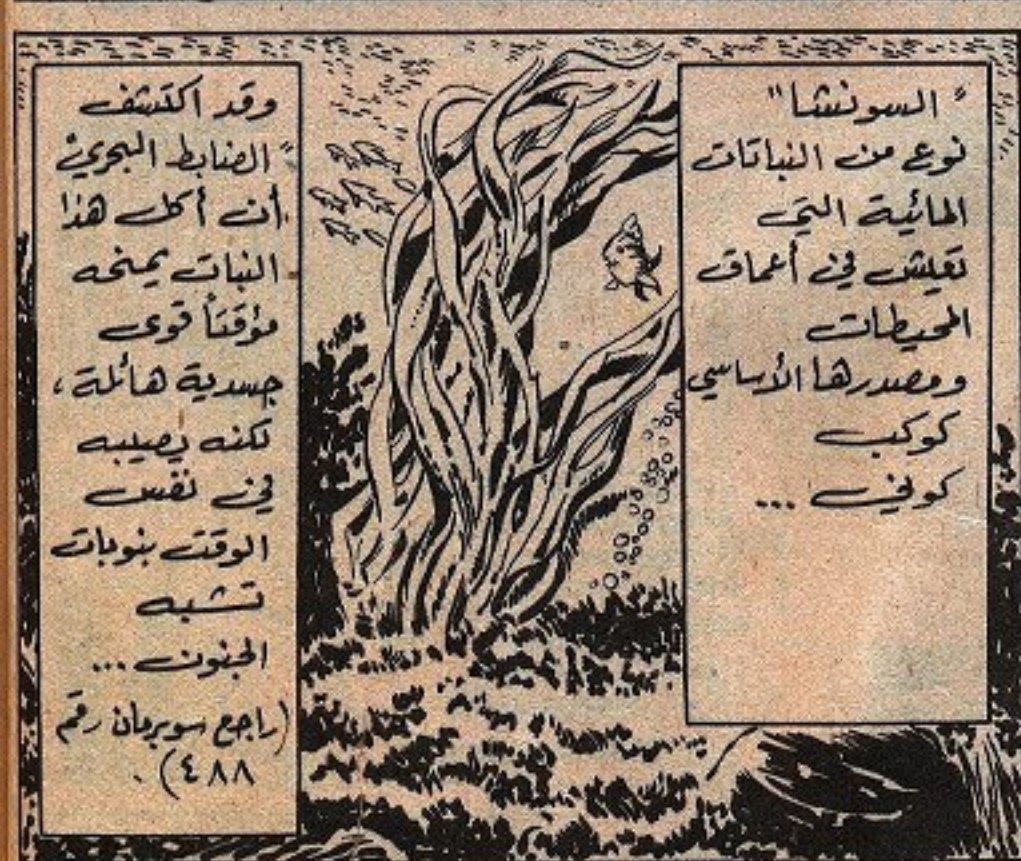 "السونشا"
نوع من النباتات
المائية التي
تعيش في أعماق
المحيطات
ومصدرها الأساسي
كوكب
كوني ...
وقد اكتشف
"الضابط البحري"
أن أكل هذا
النبات يمنحه
مؤقتاً قوى
جسدية هائلة،
لكنه يصيبه
في نفس
الوقت بنوبات
تشبه
الجنون ...
(راجع سوبرمان رقم
٤٨٨) .